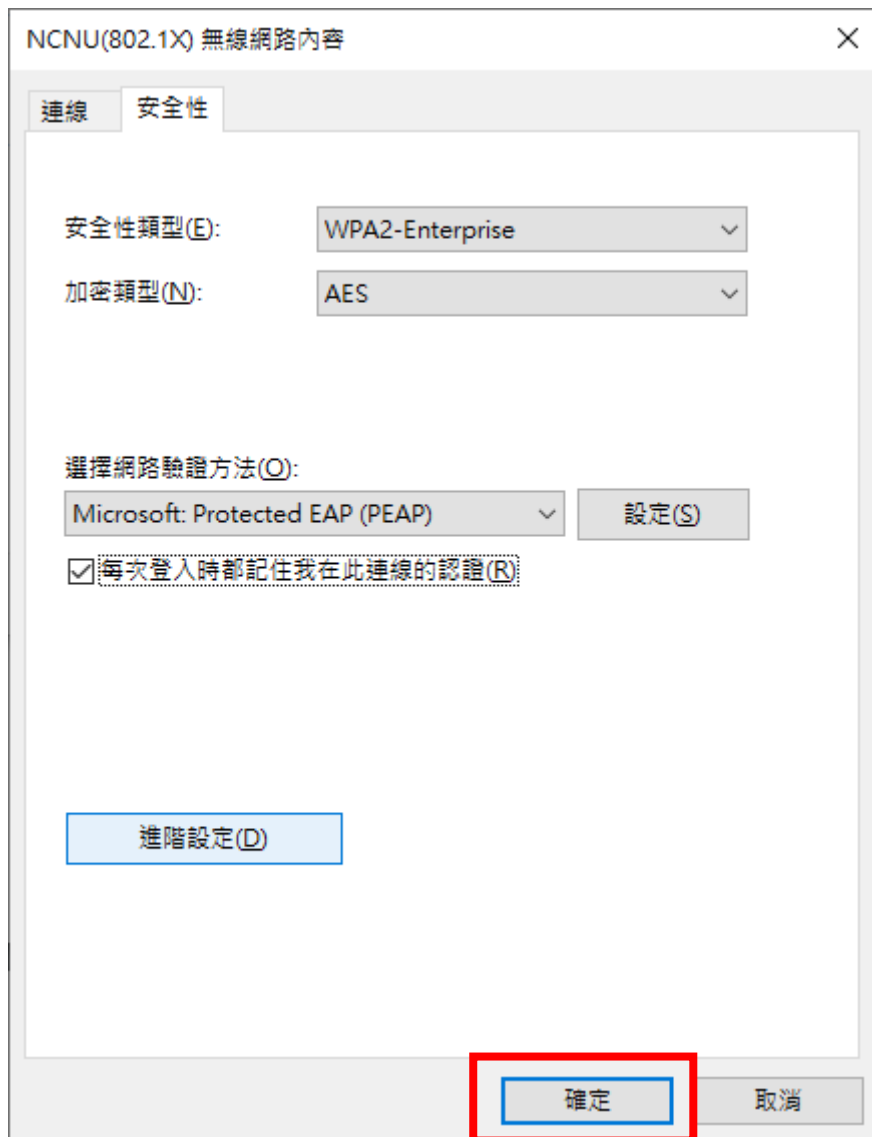 NCNU(802.1X) 無線網路內容
連線 安全性
安全性類型(E): WPA2-Enterprise
加密類型(N): AES
選擇網路驗證方法(O):
Microsoft: Protected EAP (PEAP) 設定(S)
每次登入時都記住我在此連線的認證(R)
進階設定(D)
確定 取消